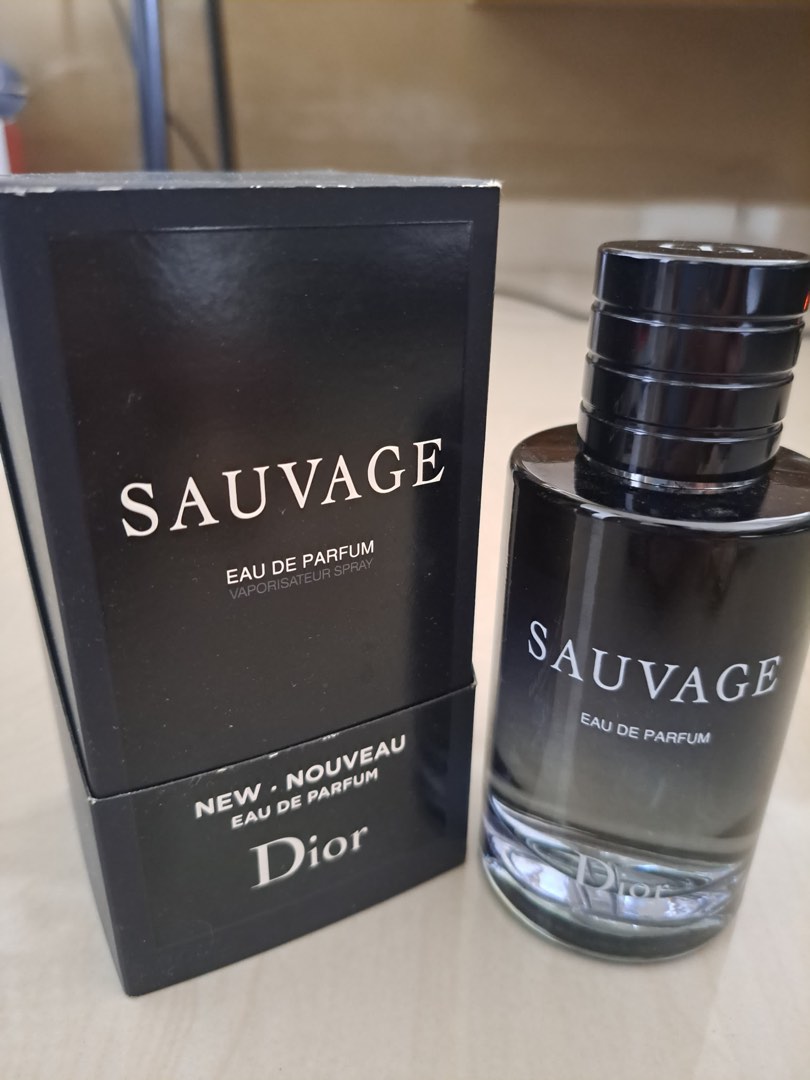 SAUVAGE
EAU DE PARFUM
VAPORISATEUR SPRAY
NEW · NOUVEAU
EAU DE PARFUM
Dior
SAUVAGE
EAU DE PARFUM
Dior